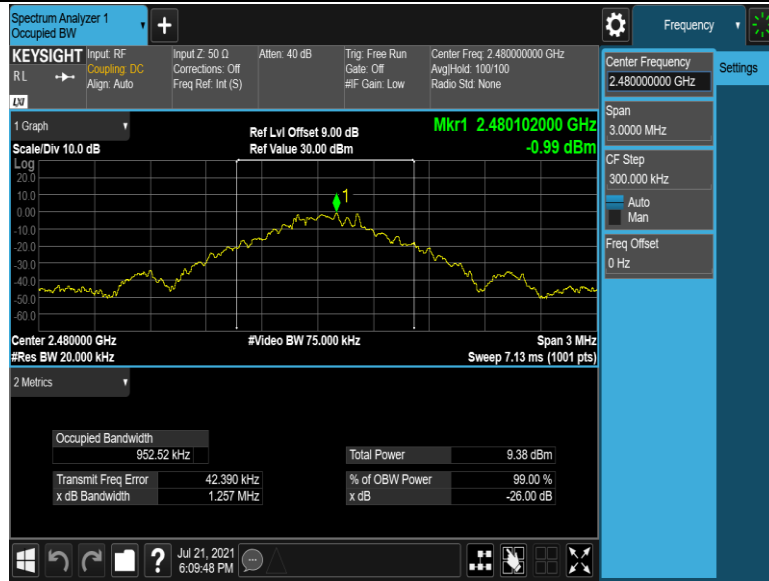 Spectrum Analyzer 1
Occupied BW
Frequency
KEYSIGHT
RL
LXI
Input: RF
Coupling: DC
Align: Auto
Input Z: 50 Ω
Corrections: Off
Freq Ref: Int (S)
Atten: 40 dB
Trig: Free Run
Gate: Off
#IF Gain: Low
Center Freq: 2.480000000 GHz
Avg|Hold: 100/100
Radio Std: None
1 Graph
Scale/Div 10.0 dB
Ref Lvl Offset 9.00 dB
Ref Value 30.00 dBm
Mkr1 2.480102000 GHz
-0.99 dBm
Log
20.0
10.0
0.00
-10.0
-20.0
-30.0
-40.0
-50.0
-60.0
1
Center 2.480000 GHz
#Res BW 20.000 kHz
#Video BW 75.000 kHz
Span 3 MHz
Sweep 7.13 ms (1001 pts)
2 Metrics
Occupied Bandwidth
952.52 kHz
Total Power 9.38 dBm
Transmit Freq Error 42.390 kHz
% of OBW Power 99.00 %
x dB Bandwidth 1.257 MHz
x dB -26.00 dB
Center Frequency
2.480000000 GHz
Settings
Span
3.0000 MHz
CF Step
300.000 kHz
Auto
Man
Freq Offset
0 Hz
?
Jul 21, 2021
6:09:48 PM